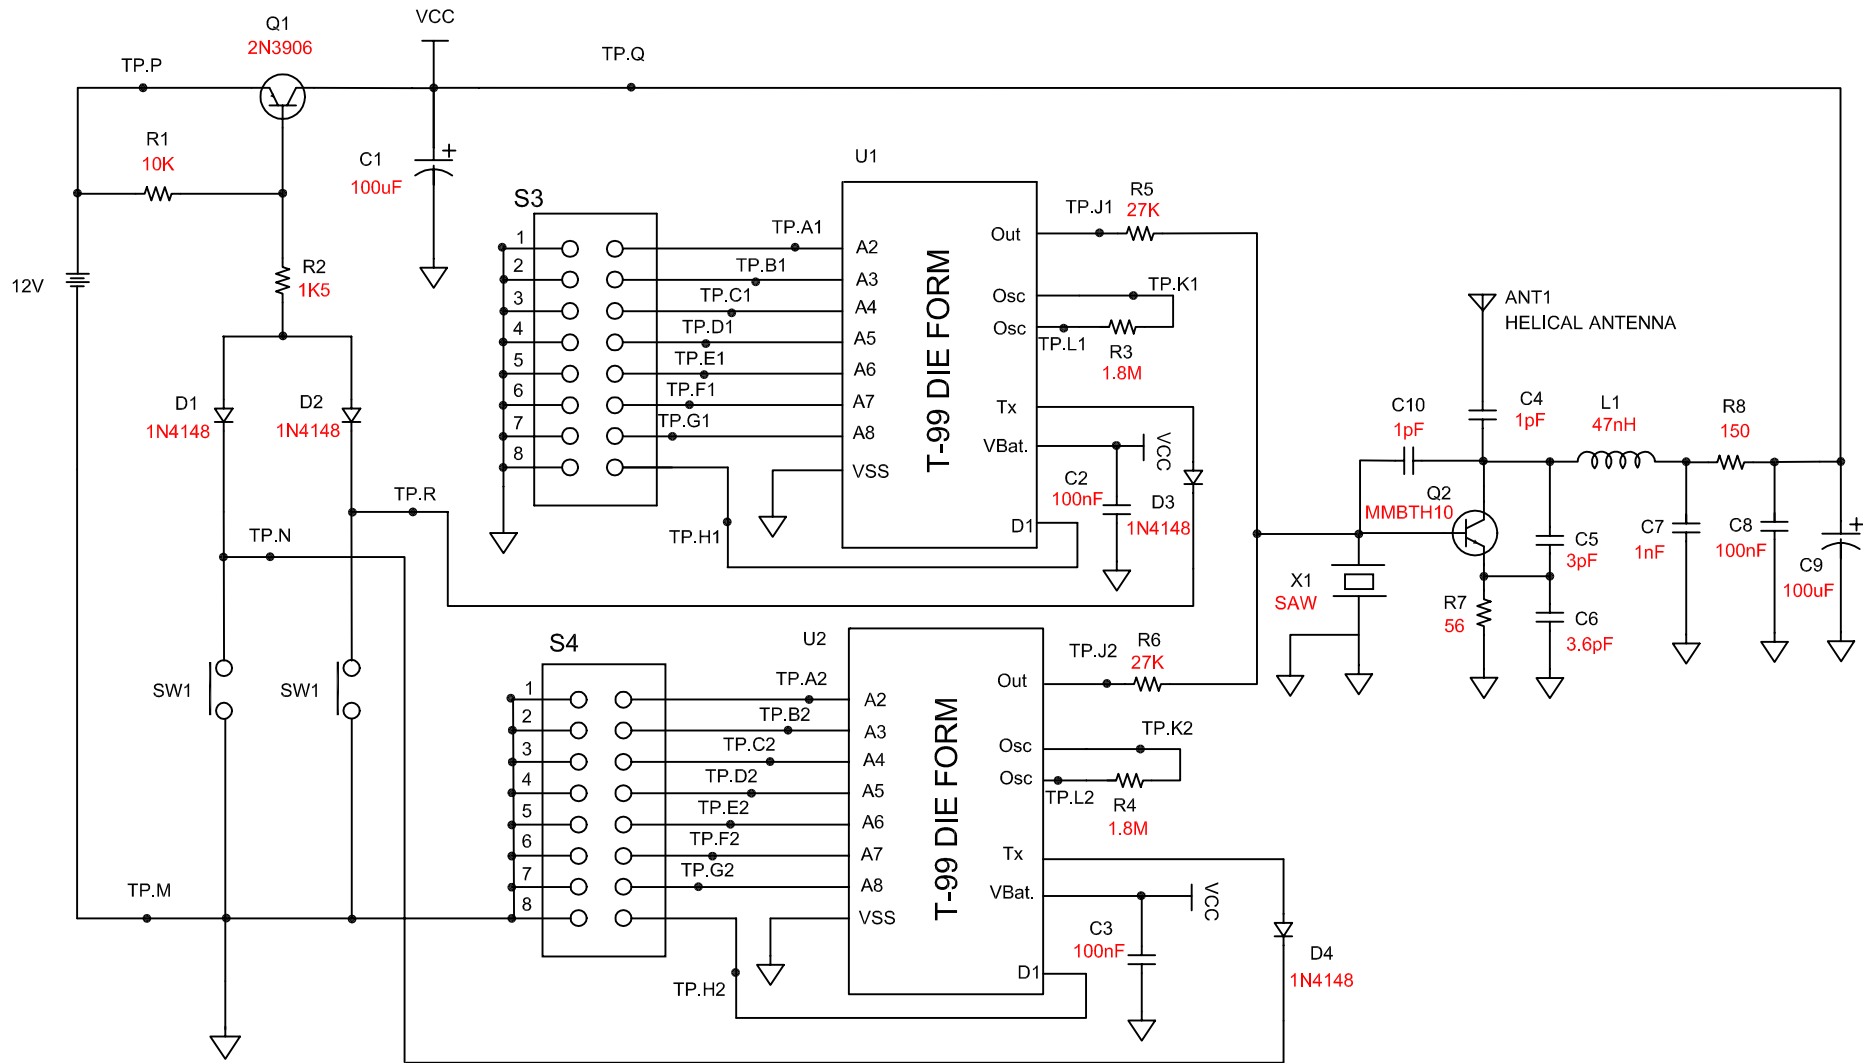 Q1
2N3906
VCC
TP.P
TP.Q
R1
10K
C1
100uF
+
R2
1K5
12V
D1
1N4148
D2
1N4148
TP.R
TP.N
SW1
SW1
TP.M
S3
1
2
3
4
5
6
7
8
TP.A1
TP.B1
TP.C1
TP.D1
TP.E1
TP.F1
TP.G1
TP.H1
U1
T-99 DIE FORM
A2
A3
A4
A5
A6
A7
A8
VSS
Out
Osc
Osc
Tx
VBat.
D1
TP.J1
R5
27K
TP.K1
TP.L1
R3
1.8M
VCC
C2
100nF
D3
1N4148
S4
1
2
3
4
5
6
7
8
TP.A2
TP.B2
TP.C2
TP.D2
TP.E2
TP.F2
TP.G2
TP.H2
U2
T-99 DIE FORM
A2
A3
A4
A5
A6
A7
A8
VSS
Out
Osc
Osc
Tx
VBat.
D1
TP.J2
R6
27K
TP.K2
TP.L2
R4
1.8M
VCC
C3
100nF
D4
1N4148
ANT1
HELICAL ANTENNA
C10
1pF
C4
1pF
L1
47nH
R8
150
Q2
MMBTH10
X1
SAW
R7
56
C5
3pF
C6
3.6pF
C7
1nF
C8
100nF
C9
100uF
+